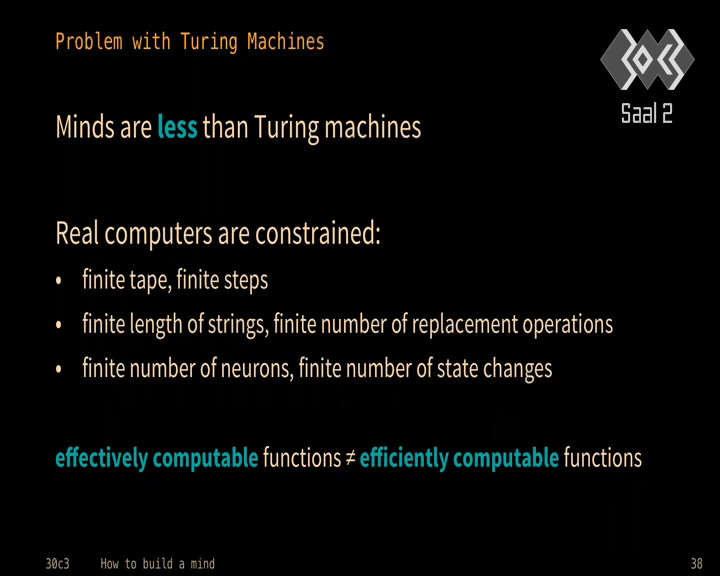 Problem with Turing Machines
Saal 2
Minds are less than Turing machines
Real computers are constrained:
• finite tape, finite steps
• finite length of strings, finite number of replacement operations
• finite number of neurons, finite number of state changes
effectively computable functions ≠ efficiently computable functions
30c3 How to build a mind 38